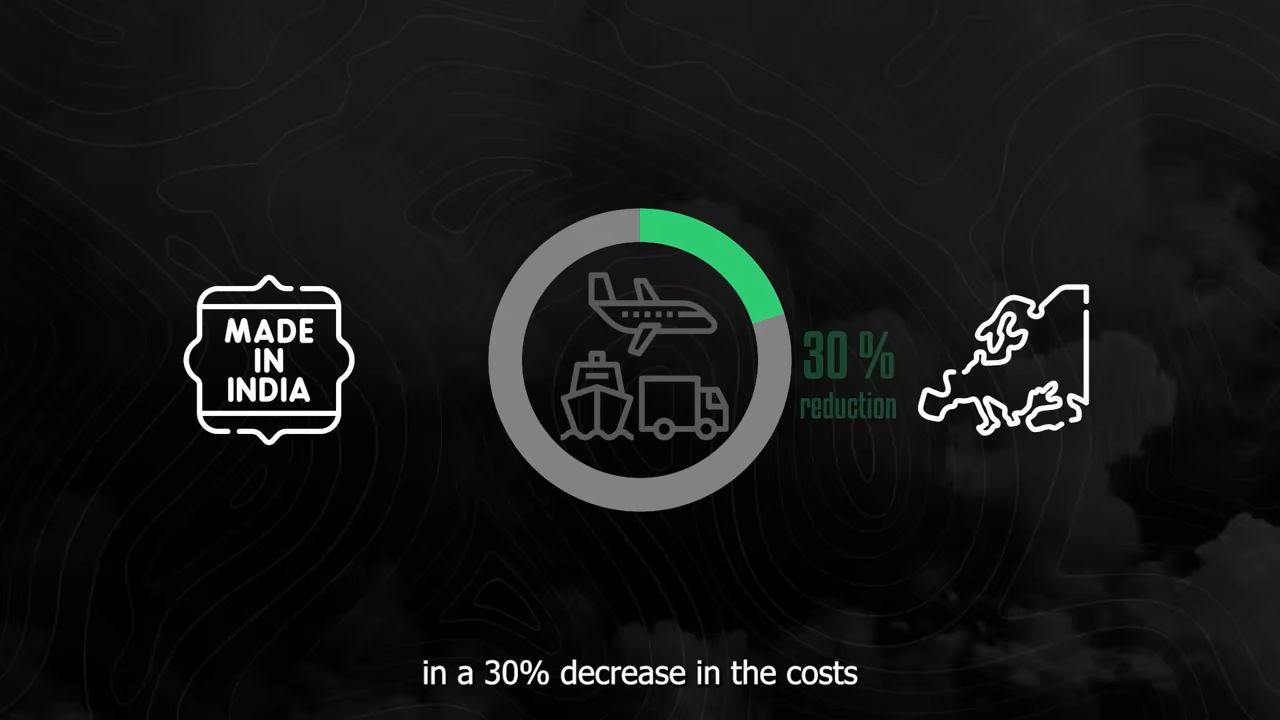 MADE
IN
INDIA
30 %
reduction
in a 30% decrease in the costs